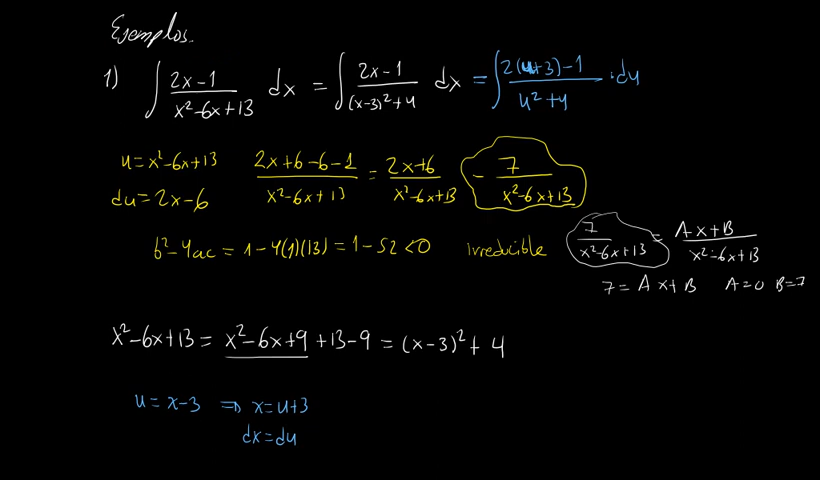 Ejemplos.
1) ∫ (2x-1)/(x²-6x+13) dx = ∫ (2x-1)/((x-3)²+4) dx = ∫ (2(u+3)-1)/(u²+4) · du
u = x²-6x+13 (2x+6-6-1)/(x²-6x+13) = (2x+6)/(x²-6x+13) - 7/(x²-6x+13)
du = 2x-6
7/(x²-6x+13) = (Ax+B)/(x²-6x+13)
b²-4ac = 1-4(1)(13) = 1-52<0 irreducible
7 = Ax+B A=0 B=7
x²-6x+13 = x²-6x+9 +13-9 = (x-3)²+4
u = x-3 ⇒ x=u+3
dx=du